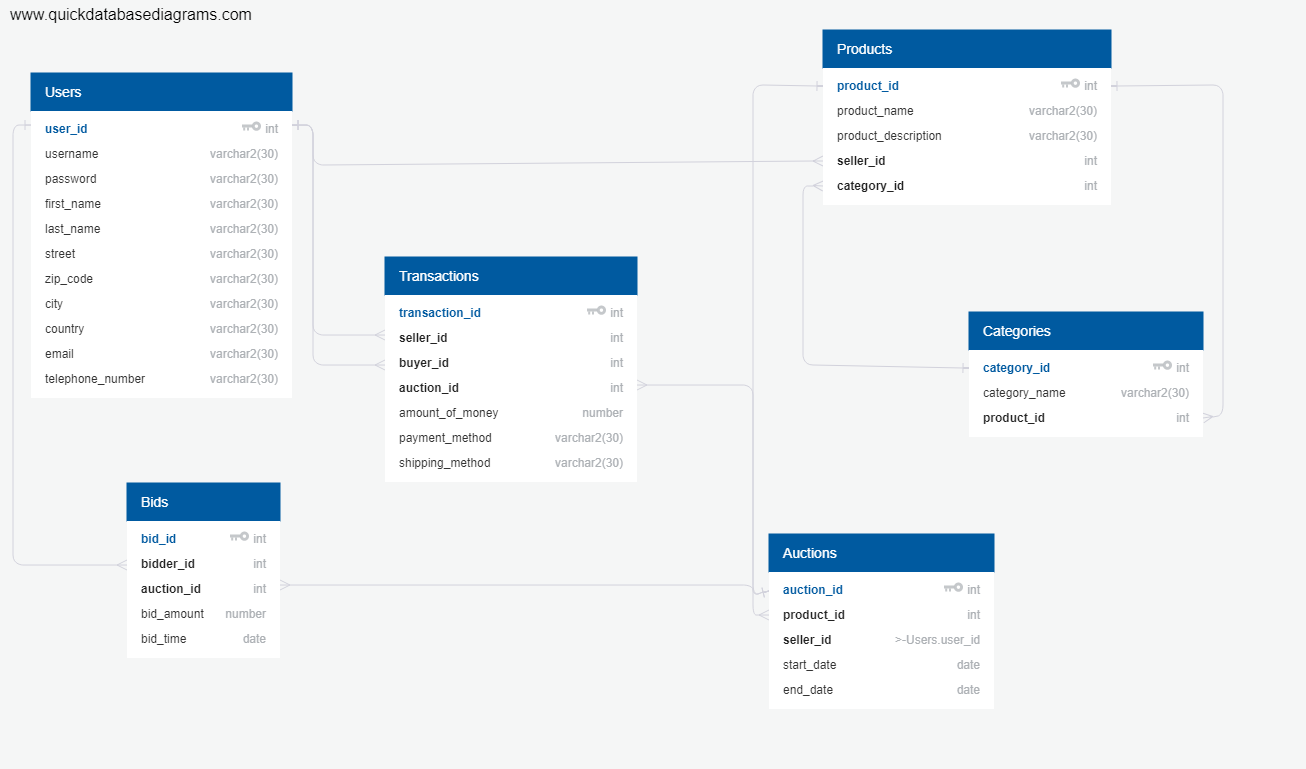 www.quickdatabasediagrams.com
Users
user_id int
username varchar2(30)
password varchar2(30)
first_name varchar2(30)
last_name varchar2(30)
street varchar2(30)
zip_code varchar2(30)
city varchar2(30)
country varchar2(30)
email varchar2(30)
telephone_number varchar2(30)
Products
product_id int
product_name varchar2(30)
product_description varchar2(30)
seller_id int
category_id int
Transactions
transaction_id int
seller_id int
buyer_id int
auction_id int
amount_of_money number
payment_method varchar2(30)
shipping_method varchar2(30)
Categories
category_id int
category_name varchar2(30)
product_id int
Bids
bid_id int
bidder_id int
auction_id int
bid_amount number
bid_time date
Auctions
auction_id int
product_id int
seller_id >-Users.user_id
start_date date
end_date date